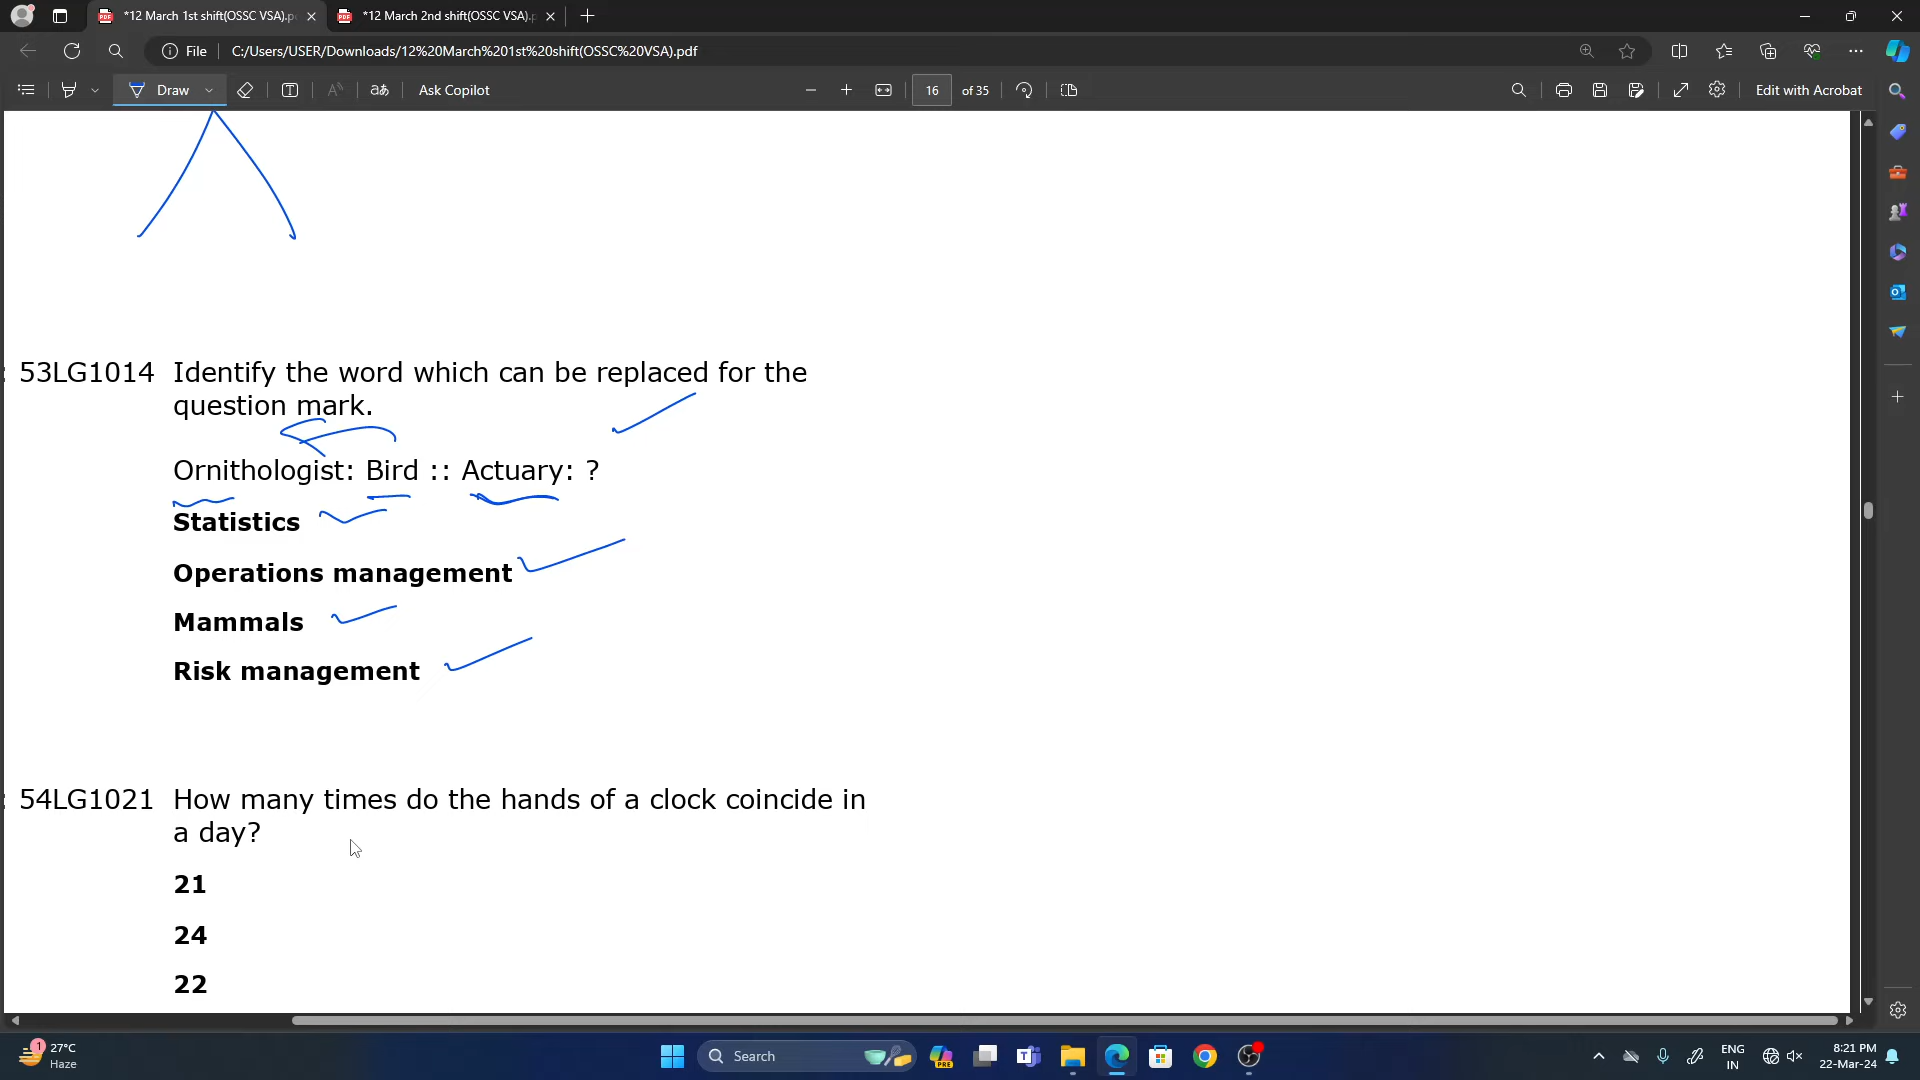 *12 March 1st shift(OSSC VSA).p
*12 March 2nd shift(OSSC VSA).p
File
C:/Users/USER/Downloads/12%20March%201st%20shift(OSSC%20VSA).pdf
Draw
aあ
Ask Copilot
16
of 35
Edit with Acrobat
53LG1014 Identify the word which can be replaced for the
question mark.
Ornithologist: Bird :: Actuary: ?
Statistics
Operations management
Mammals
Risk management
54LG1021 How many times do the hands of a clock coincide in
a day?
21
24
22
1
27°C
Haze
Search
PRE
ENG
IN
8:21 PM
22-Mar-24